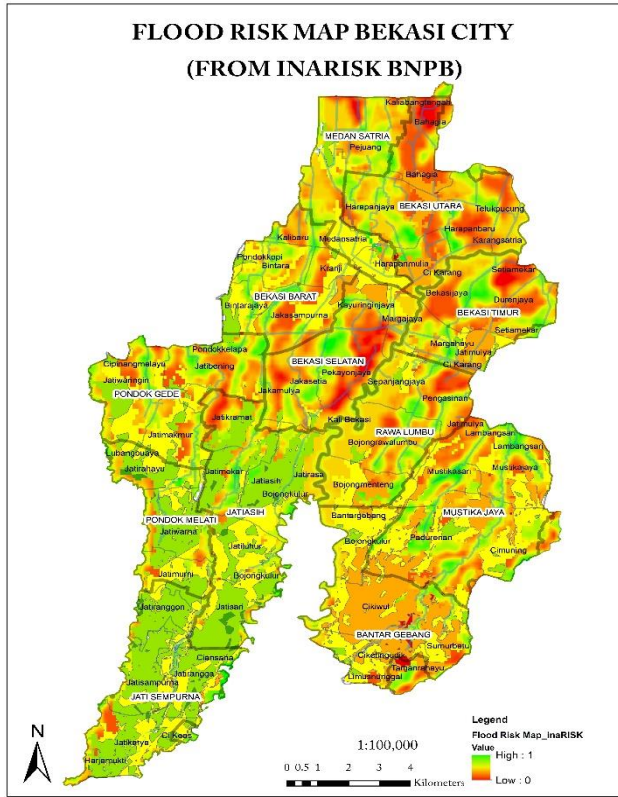 FLOOD RISK MAP BEKASI CITY
(FROM INARISK BNPB)
Kaliabangtengah
Bahagia
MEDAN SATRIA
Pejuang
Bahagia
Harapanjaya
BEKASI UTARA
Telukpucung
Harapanbaru
Kalibaru
Medansatria
Karangsatria
Pondokkopi
Bintara
Kranji
Harapanmulia
Ci Karang
Setiamekar
Bekasijaya
BEKASI BARAT
Bintarajaya
Kayuringinjaya
Durenjaya
Jakasampurna
Margajaya
BEKASI TIMUR
Setiamekar
Pondokkelapa
Margahayu
Jatimulya
Cipinangmelayu
Jatibening
BEKASI SELATAN
Ci Karang
Pekayonjaya
Jatiwaringin
Jakasetia
Sepanjangjaya
PONDOK GEDE
Jakamulya
Pengasinan
Jatikramat
Kali Bekasi
Jatimulya
Jatimakmur
RAWA LUMBU
Lambangsari
Bojongrawalumbu
Lambangsari
Lubangbuaya
Jatirahayu
Jatimekar
Jatiasih
Jatirasa
Mustikasari
Mustikajaya
Bojongkulur
Bojongmenteng
JATIASIH
Bantargebang
MUSTIKA JAYA
PONDOK MELATI
Jatiwarna
Padurenan
Jatiluhur
Bojongkulur
Cimuning
Jatimurni
Bojongkulur
Jatiranggon
Jatisari
Cikiwul
BANTAR GEBANG
Ciangsana
Sumurbatu
Jatirangga
Ciketingudik
Jatisampurna
Tamanrahayu
Limusnunggal
JATI SEMPURNA
Ci Keas
Jatikarya
Harjamukti
N
1:100,000
0 0.5 1 2 3 4
Kilometers
Legend
Flood Risk Map_InaRISK
Value
High : 1
Low : 0